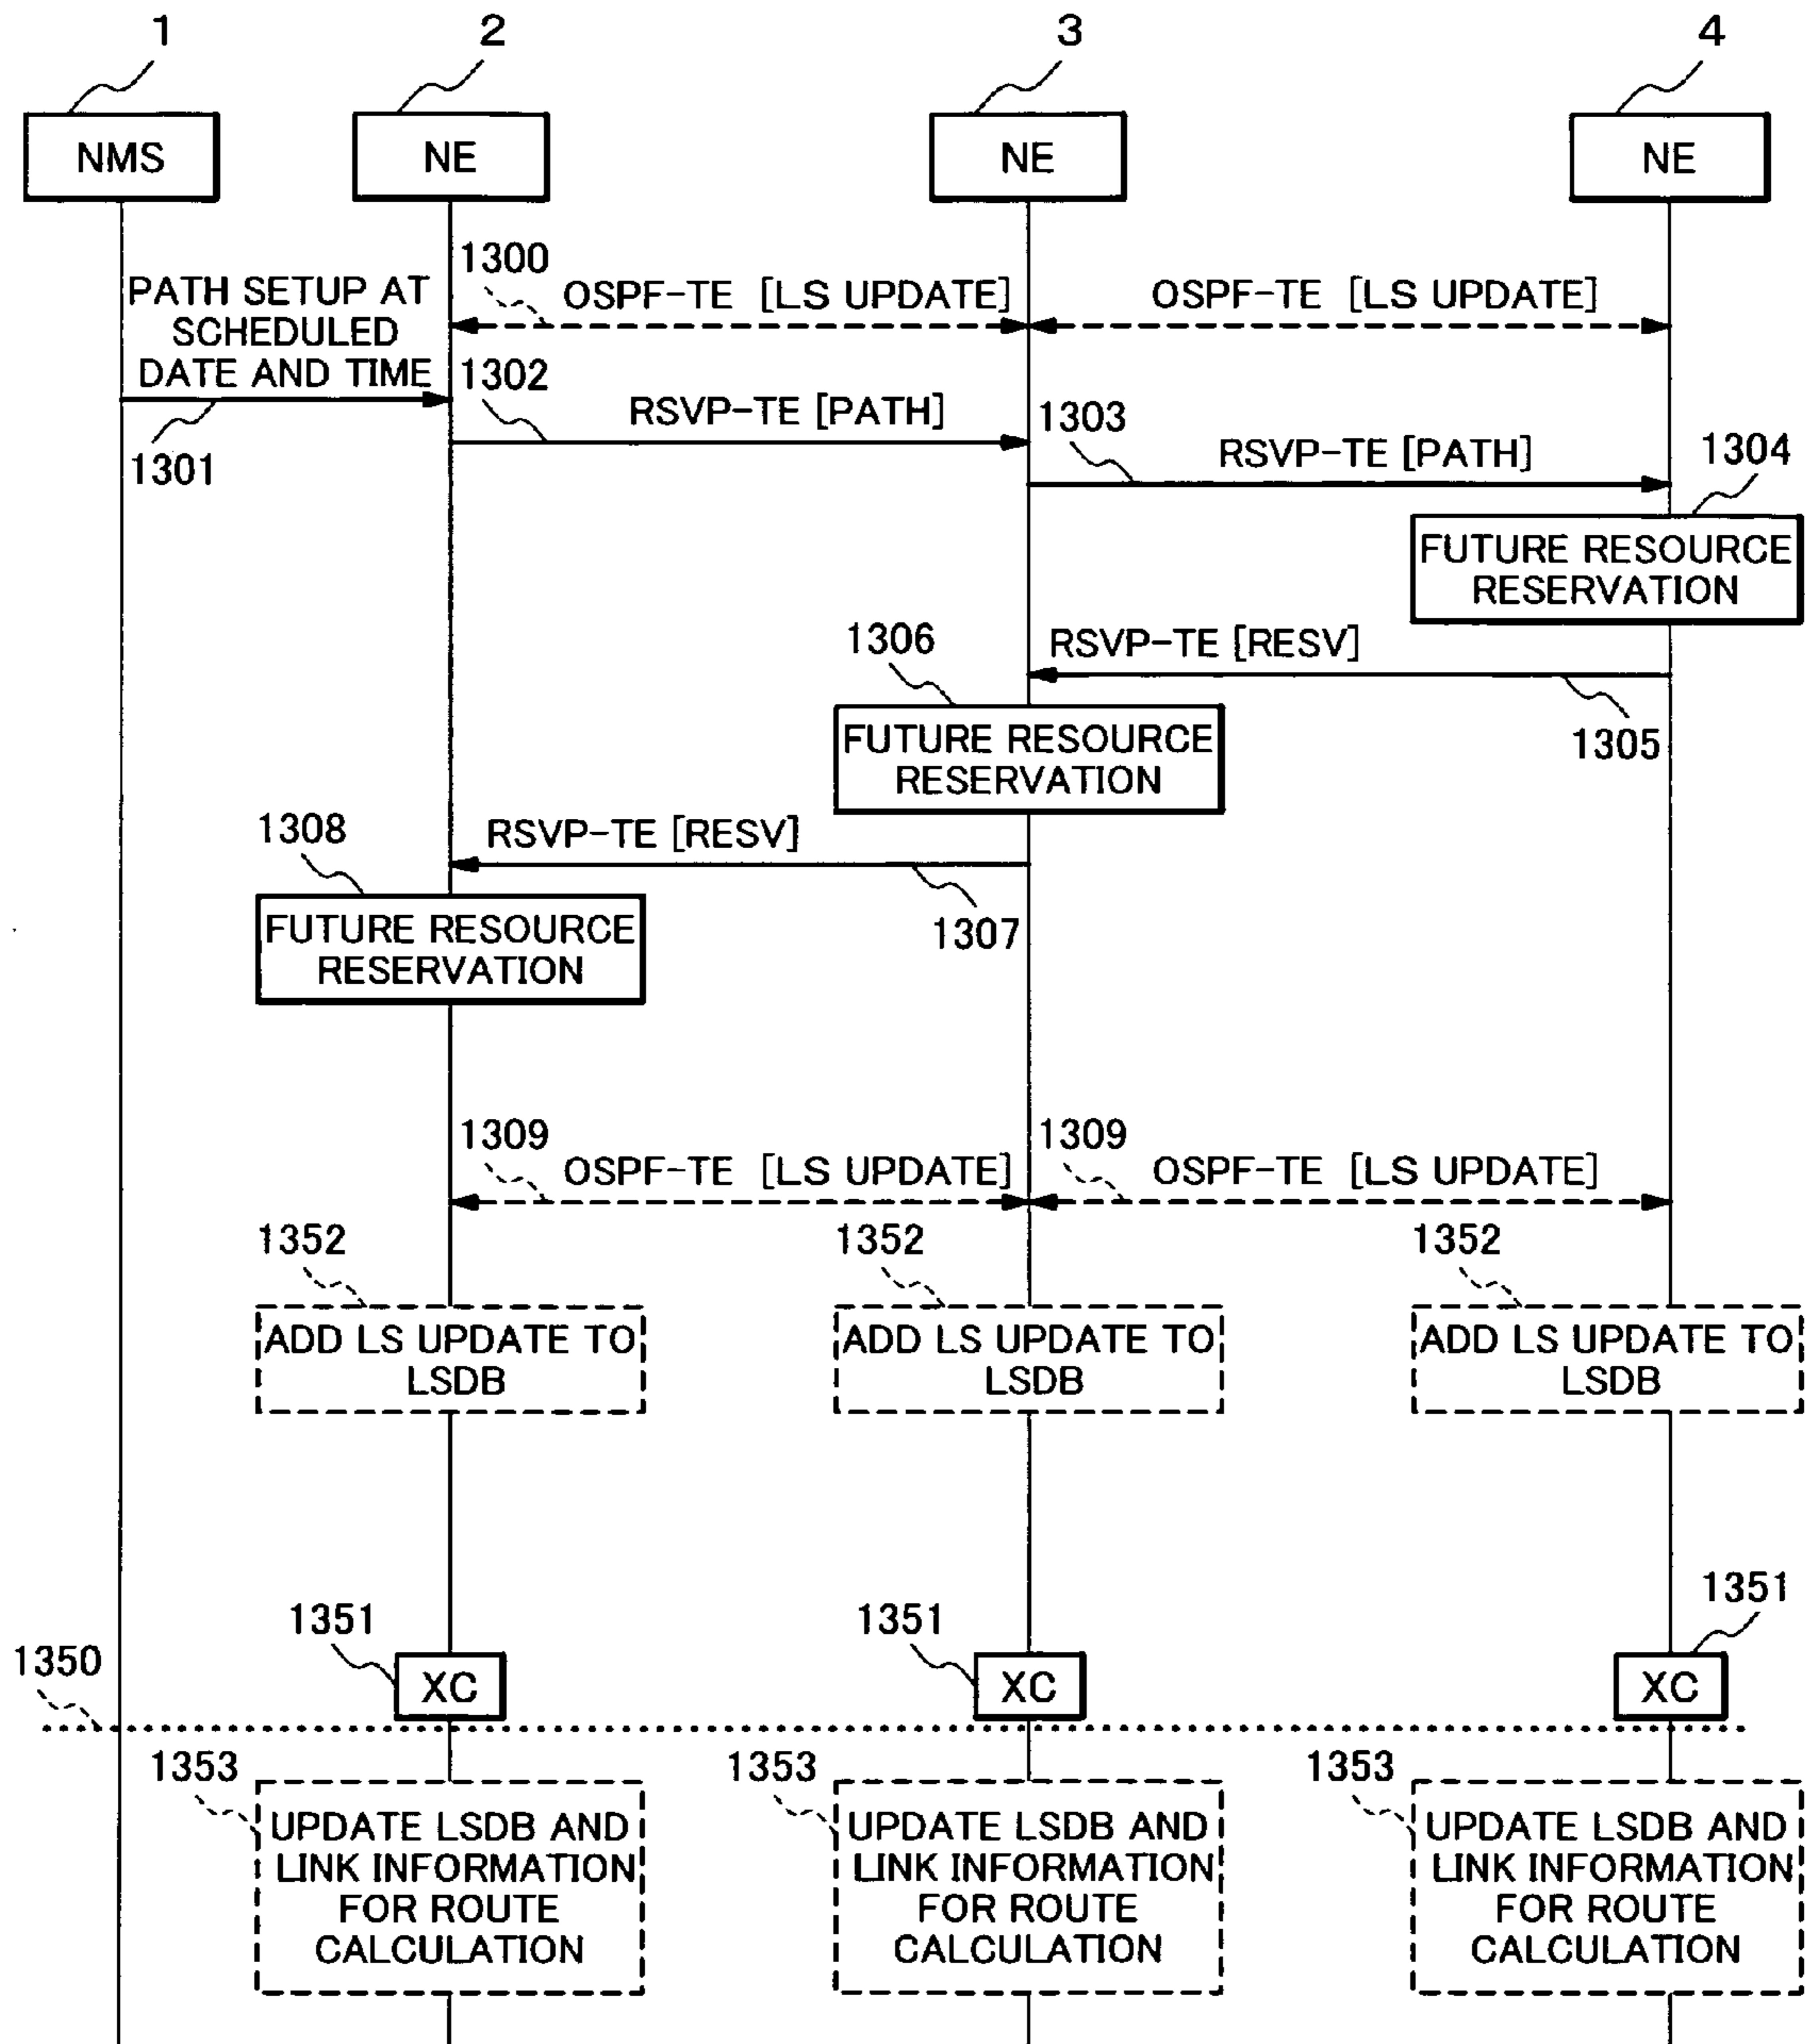 1
2
3
4
NMS
NE
NE
NE
1300
PATH SETUP AT
SCHEDULED
DATE AND TIME
OSPF-TE [LS UPDATE]
OSPF-TE [LS UPDATE]
1301
1302
RSVP-TE [PATH]
1303
RSVP-TE [PATH]
1304
FUTURE RESOURCE
RESERVATION
1306
RSVP-TE [RESV]
1305
FUTURE RESOURCE
RESERVATION
1308
RSVP-TE [RESV]
1307
FUTURE RESOURCE
RESERVATION
1309
OSPF-TE [LS UPDATE]
1309
OSPF-TE [LS UPDATE]
1352
1352
1352
ADD LS UPDATE TO
LSDB
ADD LS UPDATE TO
LSDB
ADD LS UPDATE TO
LSDB
1351
1351
1351
1350
XC
XC
XC
1353
1353
1353
UPDATE LSDB AND
LINK INFORMATION
FOR ROUTE
CALCULATION
UPDATE LSDB AND
LINK INFORMATION
FOR ROUTE
CALCULATION
UPDATE LSDB AND
LINK INFORMATION
FOR ROUTE
CALCULATION